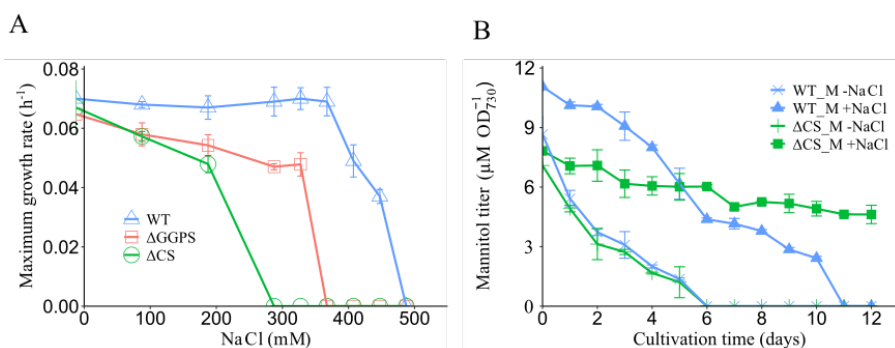 A
B
0.08
0.06
0.04
0.02
0.00
Maximum growth rate (h⁻¹)
WT
ΔGGPS
ΔCS
0 100 200 300 400 500
NaCl (mM)
12
9
6
3
0
Mannitol titer (µM OD⁻¹₇₃₀)
WT_M -NaCl
WT_M +NaCl
ΔCS_M -NaCl
ΔCS_M +NaCl
0 2 4 6 8 10 12
Cultivation time (days)